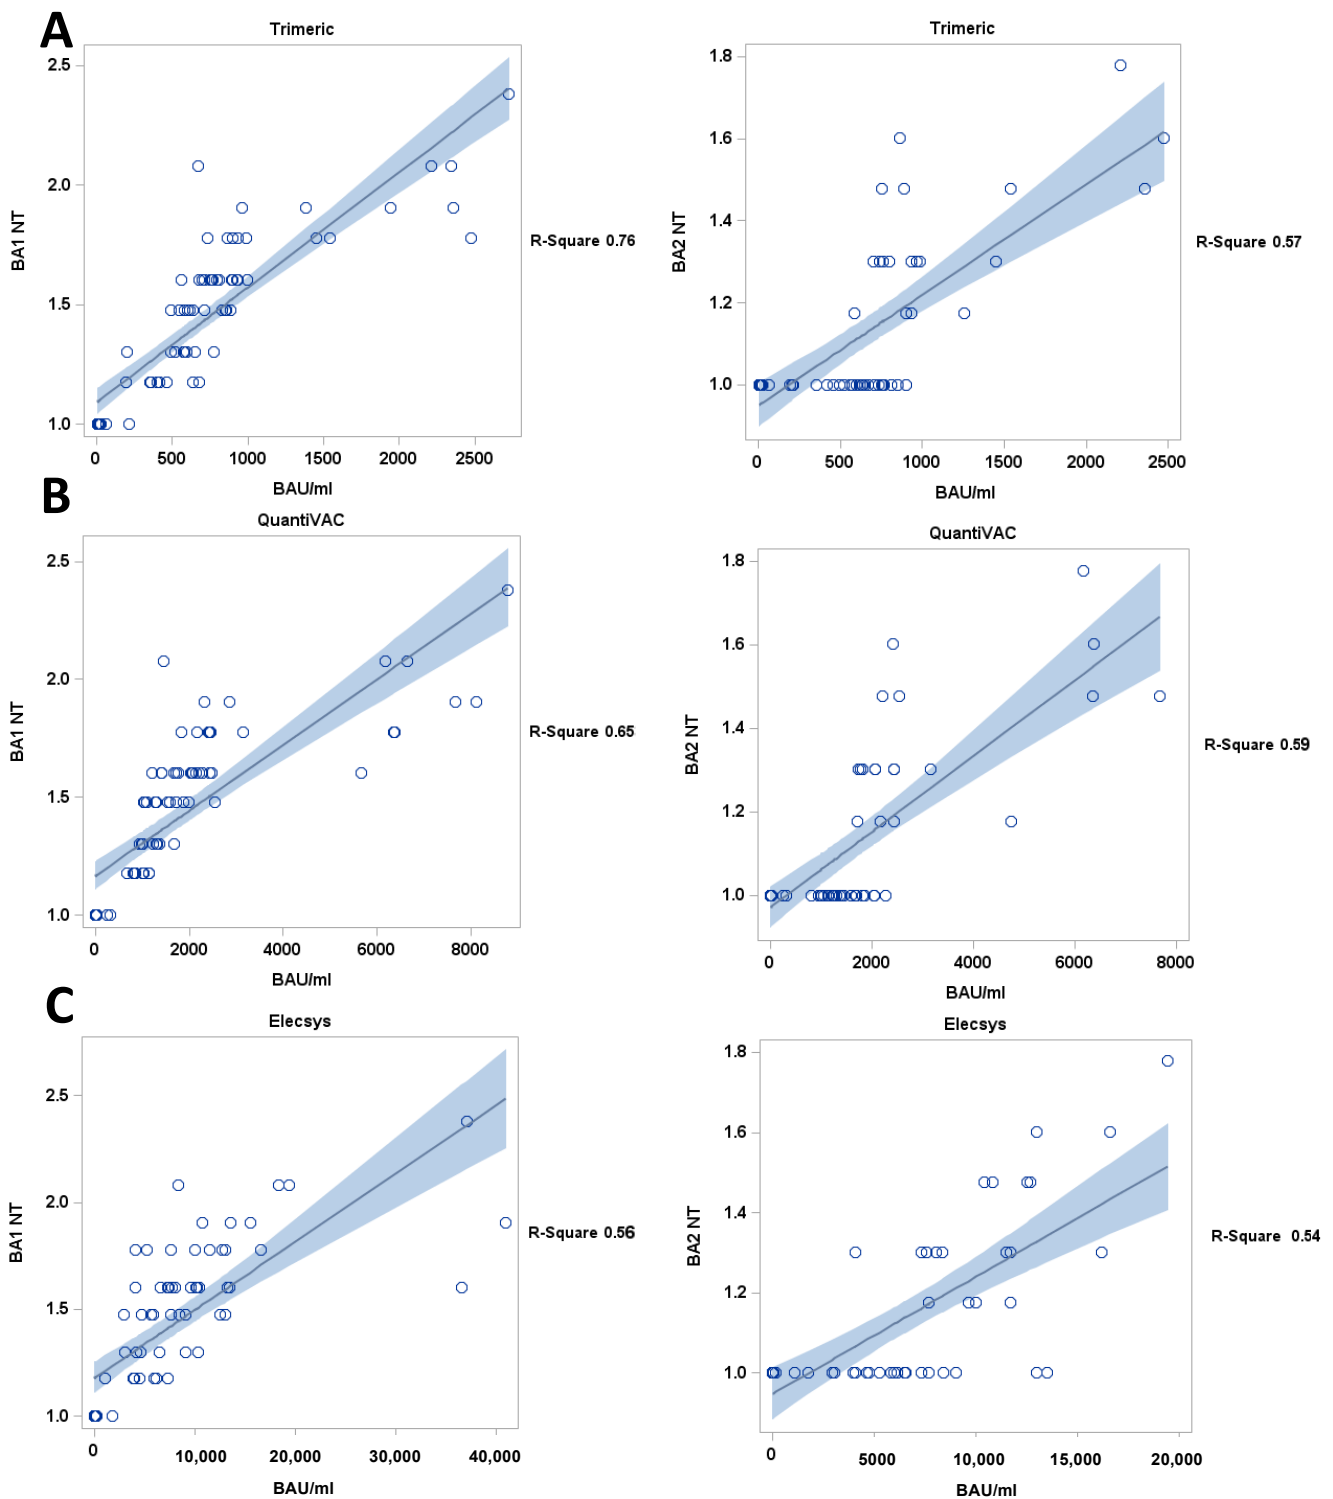 A
Trimeric
2.5
2.0
1.5
1.0
BA1 NT
0 500 1000 1500 2000 2500
BAU/ml
R-Square 0.76
Trimeric
1.8
1.6
1.4
1.2
1.0
BA2 NT
0 500 1000 1500 2000 2500
BAU/ml
R-Square 0.57
B
QuantiVAC
2.5
2.0
1.5
1.0
BA1 NT
0 2000 4000 6000 8000
BAU/ml
R-Square 0.65
QuantiVAC
1.8
1.6
1.4
1.2
1.0
BA2 NT
0 2000 4000 6000 8000
BAU/ml
R-Square 0.59
C
Elecsys
2.5
2.0
1.5
1.0
BA1 NT
0 10,000 20,000 30,000 40,000
BAU/ml
R-Square 0.56
Elecsys
1.8
1.6
1.4
1.2
1.0
BA2 NT
0 5000 10,000 15,000 20,000
BAU/ml
R-Square 0.54